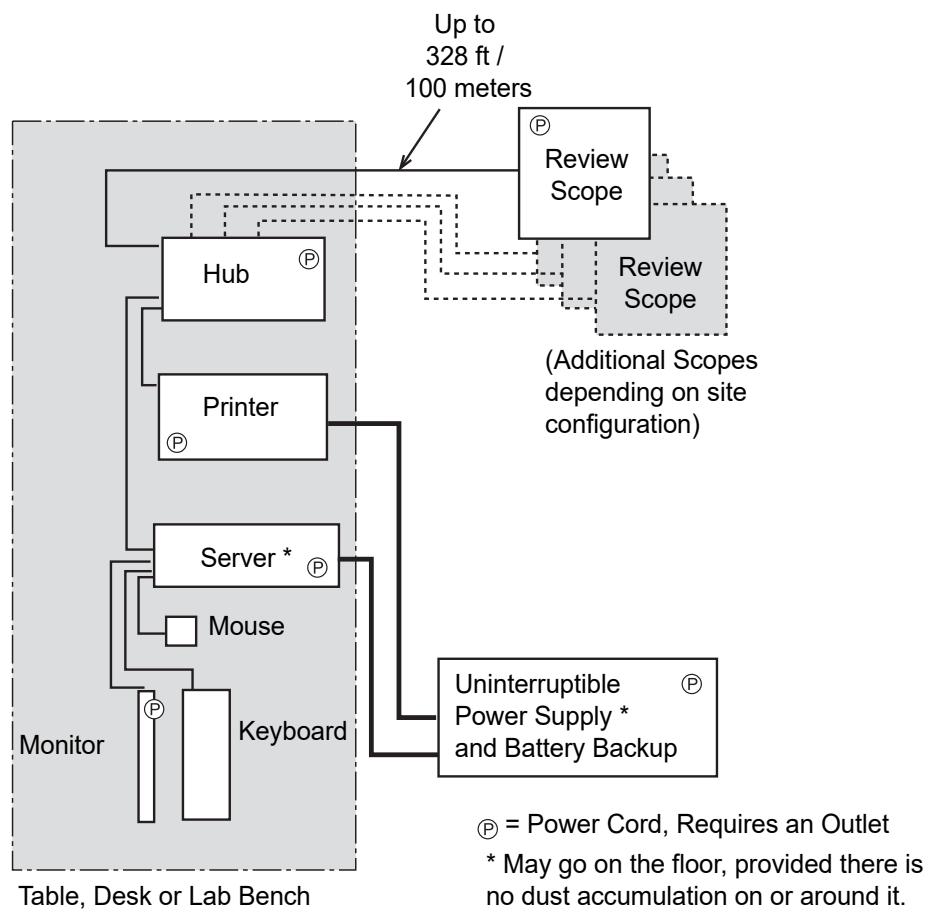 Up to
328 ft /
100 meters
Ⓟ
Review
Scope
Hub Ⓟ
Review
Scope
(Additional Scopes
depending on site
configuration)
Printer
Ⓟ
Server * Ⓟ
Mouse
Uninterruptible Ⓟ
Power Supply *
and Battery Backup
Ⓟ
Monitor
Keyboard
Ⓟ = Power Cord, Requires an Outlet
* May go on the floor, provided there is
no dust accumulation on or around it.
Table, Desk or Lab Bench